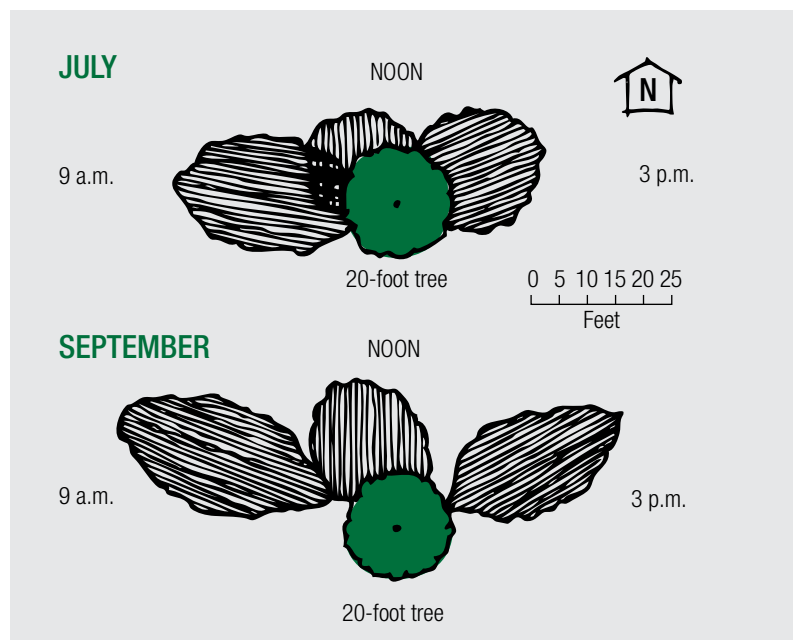 JULY
NOON
N
9 a.m.
3 p.m.
20-foot tree
0 5 10 15 20 25
Feet
SEPTEMBER
NOON
9 a.m.
3 p.m.
20-foot tree